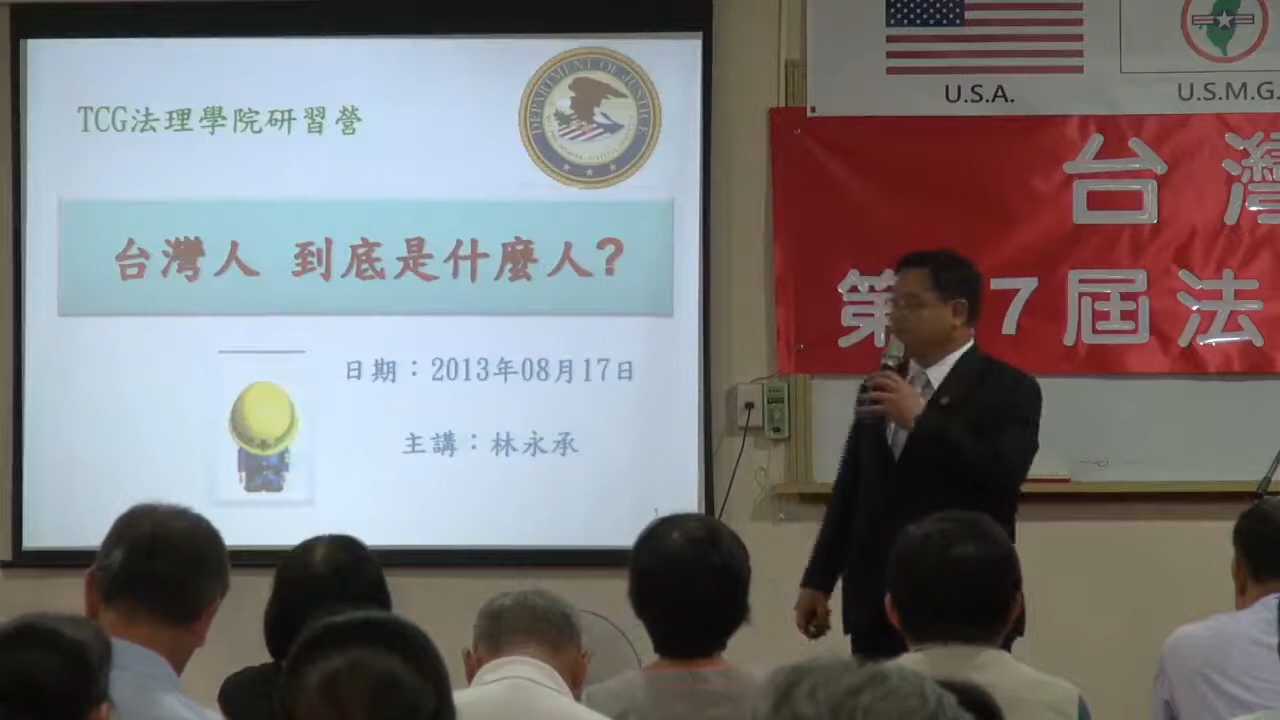 TCG法理學院研習營
DEPARTMENT OF JUSTICE
台灣人 到底是什麼人?
日期：2013年08月17日
主講：林永承
1
U.S.A.
U.S.M.G.
台灣
第 7屆法